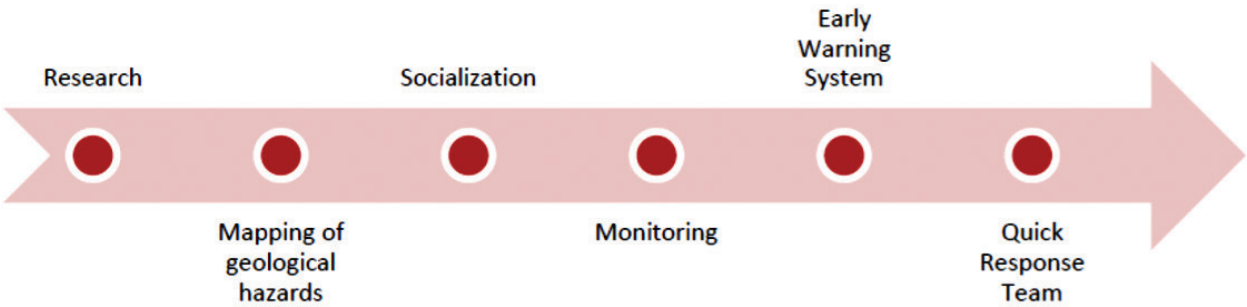 Research
Mapping of
geological
hazards
Socialization
Monitoring
Early
Warning
System
Quick
Response
Team